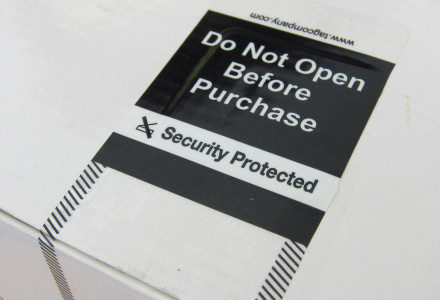 www.tagcompany.com
Do Not Open
Before
Purchase
Security Protected